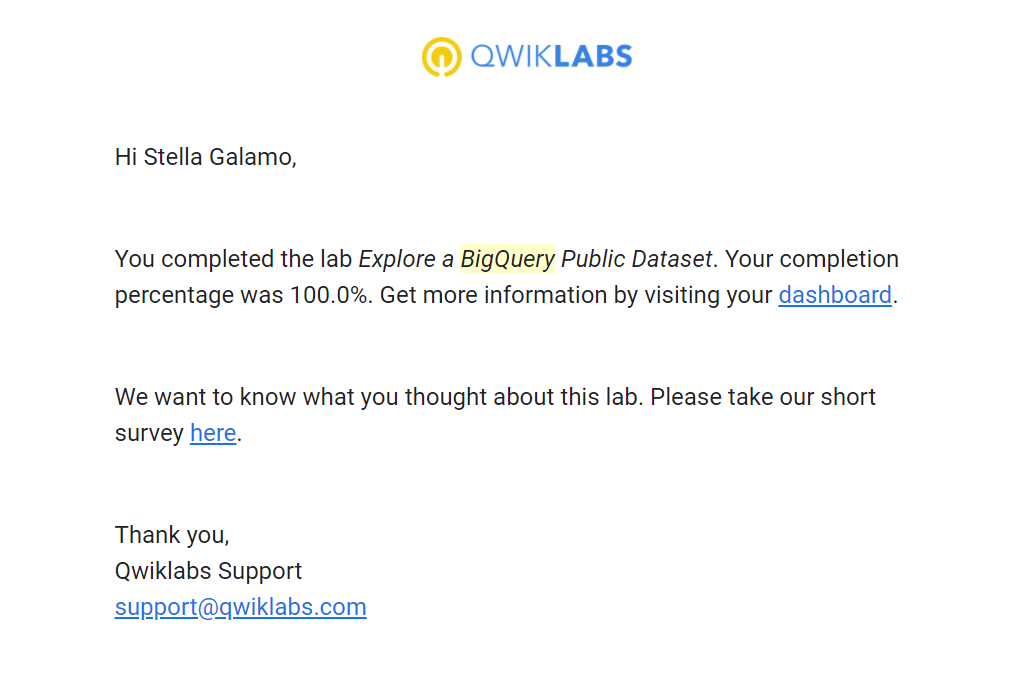 QWIKLABS
Hi Stella Galamo,
You completed the lab Explore a BigQuery Public Dataset. Your completion
percentage was 100.0%. Get more information by visiting your dashboard.
We want to know what you thought about this lab. Please take our short
survey here.
Thank you,
Qwiklabs Support
support@qwiklabs.com